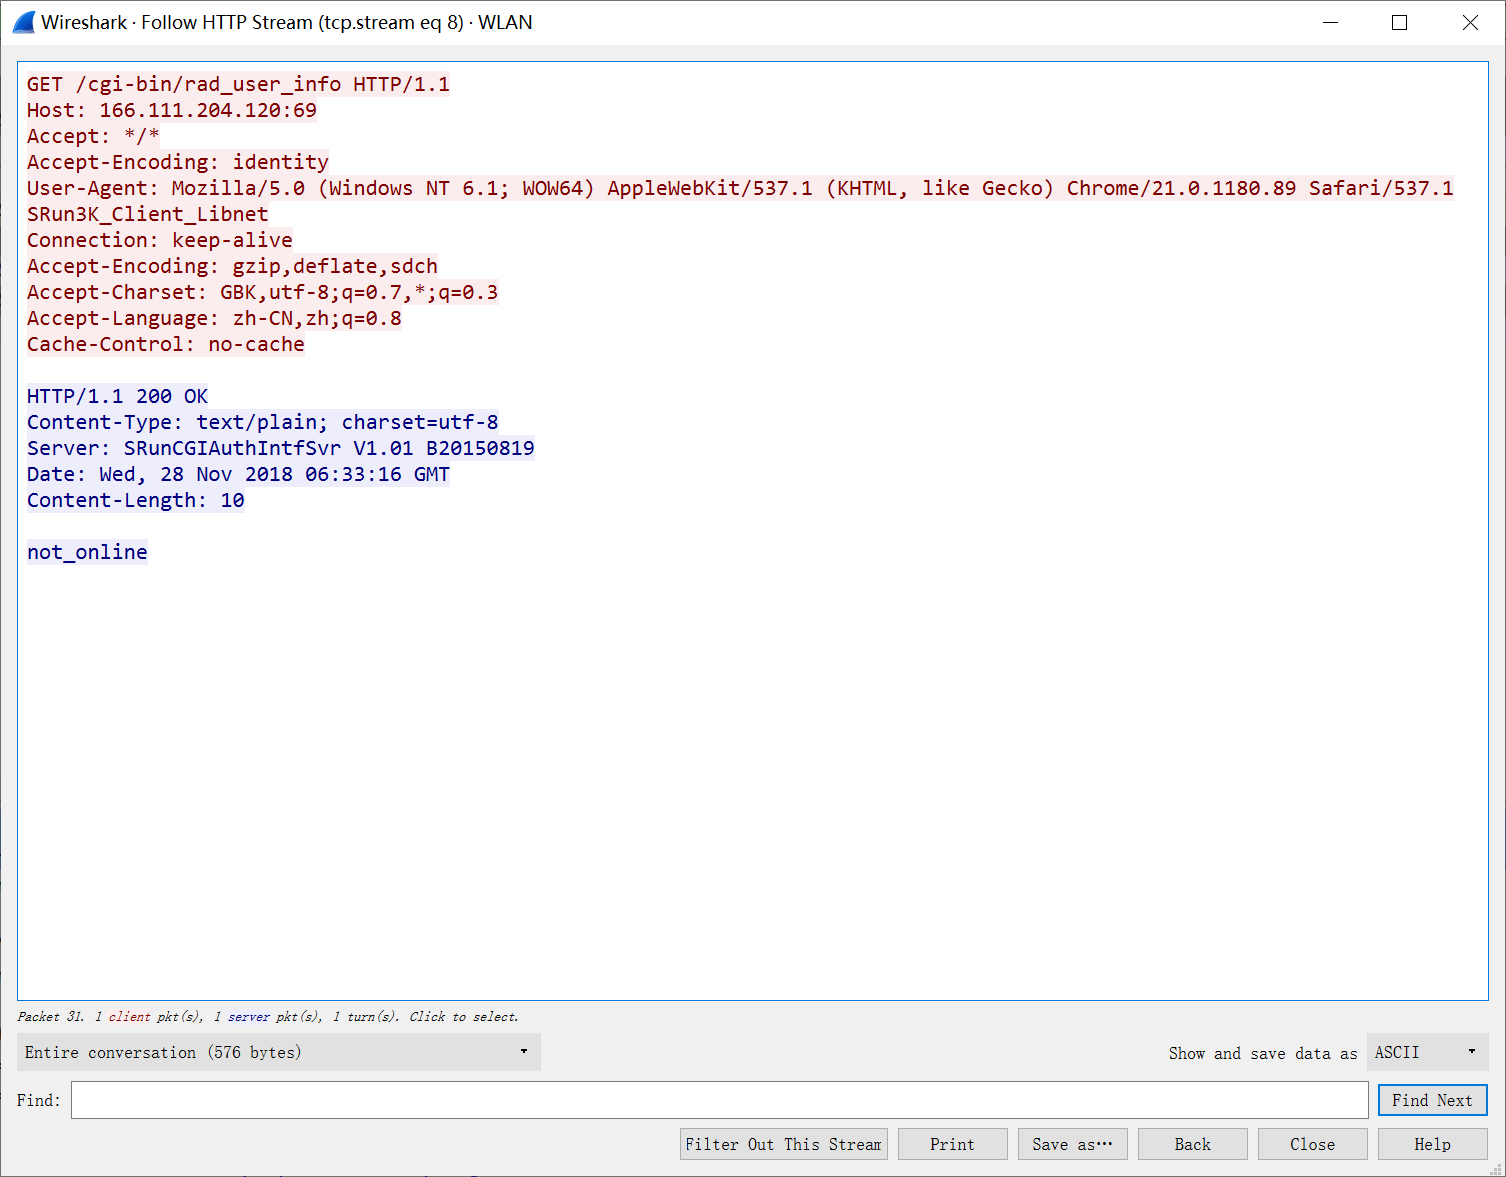 Wireshark · Follow HTTP Stream (tcp.stream eq 8) · WLAN
GET /cgi-bin/rad_user_info HTTP/1.1
Host: 166.111.204.120:69
Accept: */*
Accept-Encoding: identity
User-Agent: Mozilla/5.0 (Windows NT 6.1; WOW64) AppleWebKit/537.1 (KHTML, like Gecko) Chrome/21.0.1180.89 Safari/537.1
SRun3K_Client_Libnet
Connection: keep-alive
Accept-Encoding: gzip,deflate,sdch
Accept-Charset: GBK,utf-8;q=0.7,*;q=0.3
Accept-Language: zh-CN,zh;q=0.8
Cache-Control: no-cache
HTTP/1.1 200 OK
Content-Type: text/plain; charset=utf-8
Server: SRunCGIAuthIntfSvr V1.01 B20150819
Date: Wed, 28 Nov 2018 06:33:16 GMT
Content-Length: 10
not_online
Packet 31. 1 client pkt(s), 1 server pkt(s), 1 turn(s). Click to select.
Entire conversation (576 bytes)
Show and save data as ASCII
Find:
Find Next
Filter Out This Stream
Print
Save as…
Back
Close
Help